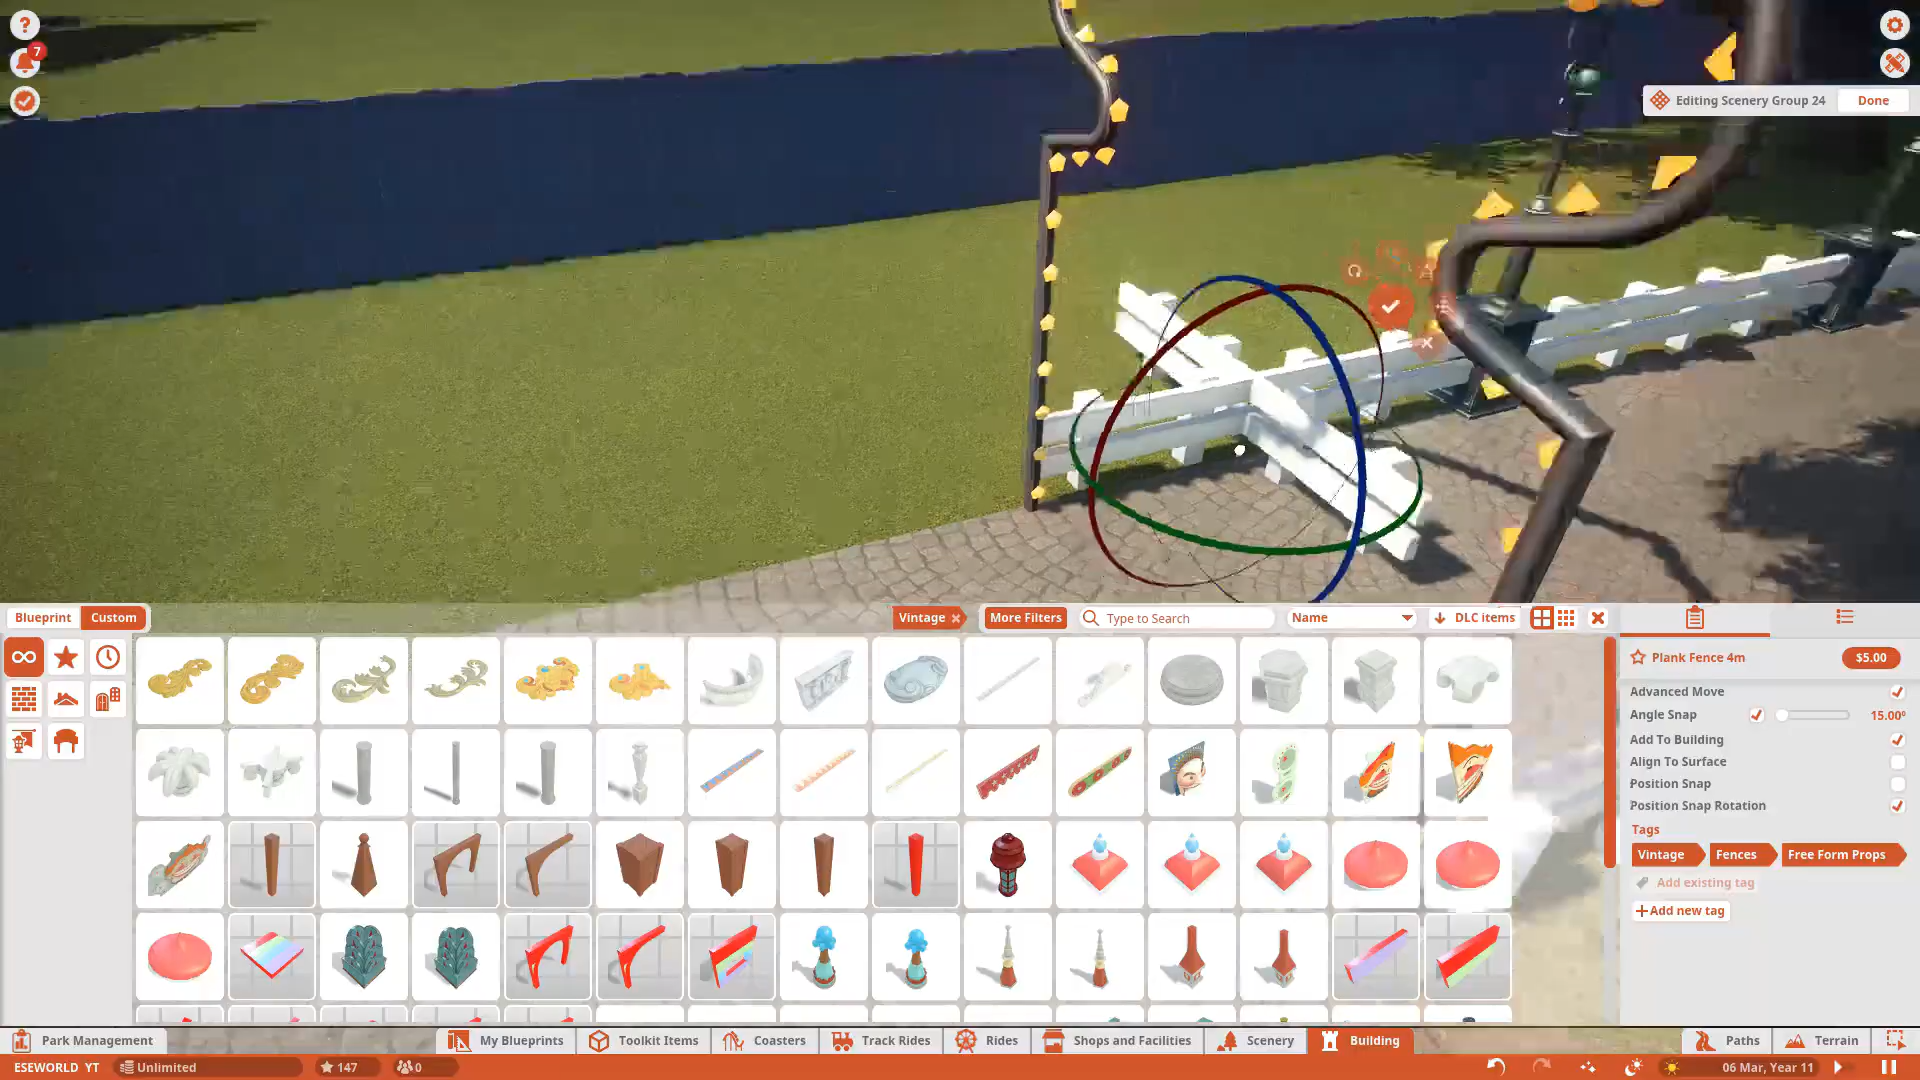 ?
7
Editing Scenery Group 24
Done
Blueprint
Custom
Vintage
More Filters
Type to Search
Name
DLC items
Plank Fence 4m
$5.00
Advanced Move
Angle Snap
15.00°
Add To Building
Align To Surface
Position Snap
Position Snap Rotation
Tags
Vintage
Fences
Free Form Props
Add existing tag
+Add new tag
Park Management
My Blueprints
Toolkit Items
Coasters
Track Rides
Rides
Shops and Facilities
Scenery
Building
Paths
Terrain
ESEWORLD YT
Unlimited
147
0
06 Mar, Year 11